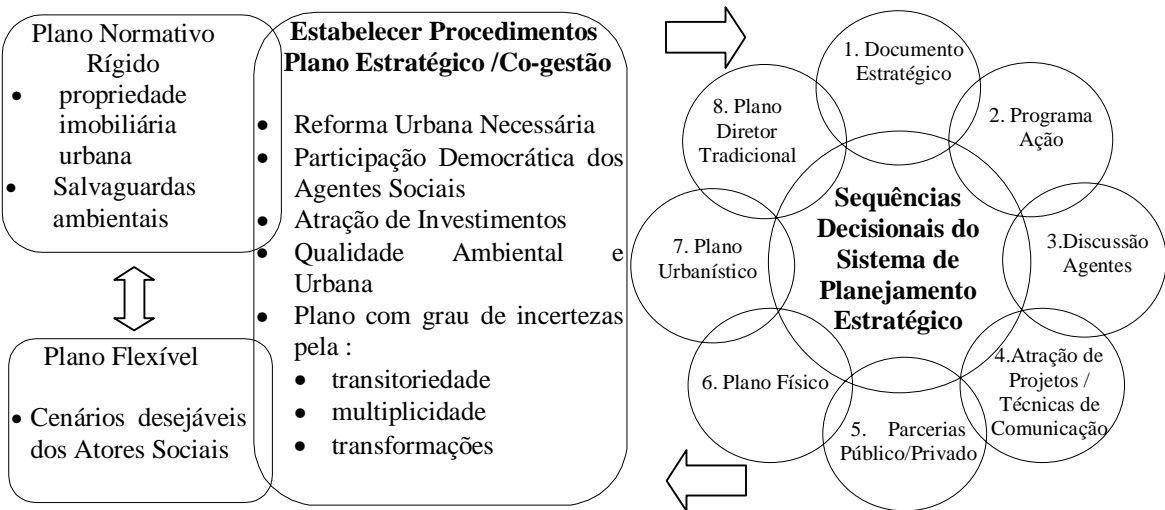 Plano Normativo
Rígido
• propriedade
imobiliária
urbana
• Salvaguardas
ambientais
Plano Flexível
• Cenários desejáveis
dos Atores Sociais
Estabelecer Procedimentos
Plano Estratégico /Co-gestão
• Reforma Urbana Necessária
• Participação Democrática dos
Agentes Sociais
• Atração de Investimentos
• Qualidade Ambiental e
Urbana
• Plano com grau de incertezas
pela :
• transitoriedade
• multiplicidade
• transformações
Sequências
Decisionais do
Sistema de
Planejamento
Estratégico
1. Documento
Estratégico
2. Programa
Ação
3.Discussão
Agentes
4.Atração de
Projetos /
Técnicas de
Comunicação
5. Parcerias
Público/Privado
6. Plano Físico
7. Plano
Urbanístico
8. Plano
Diretor
Tradicional